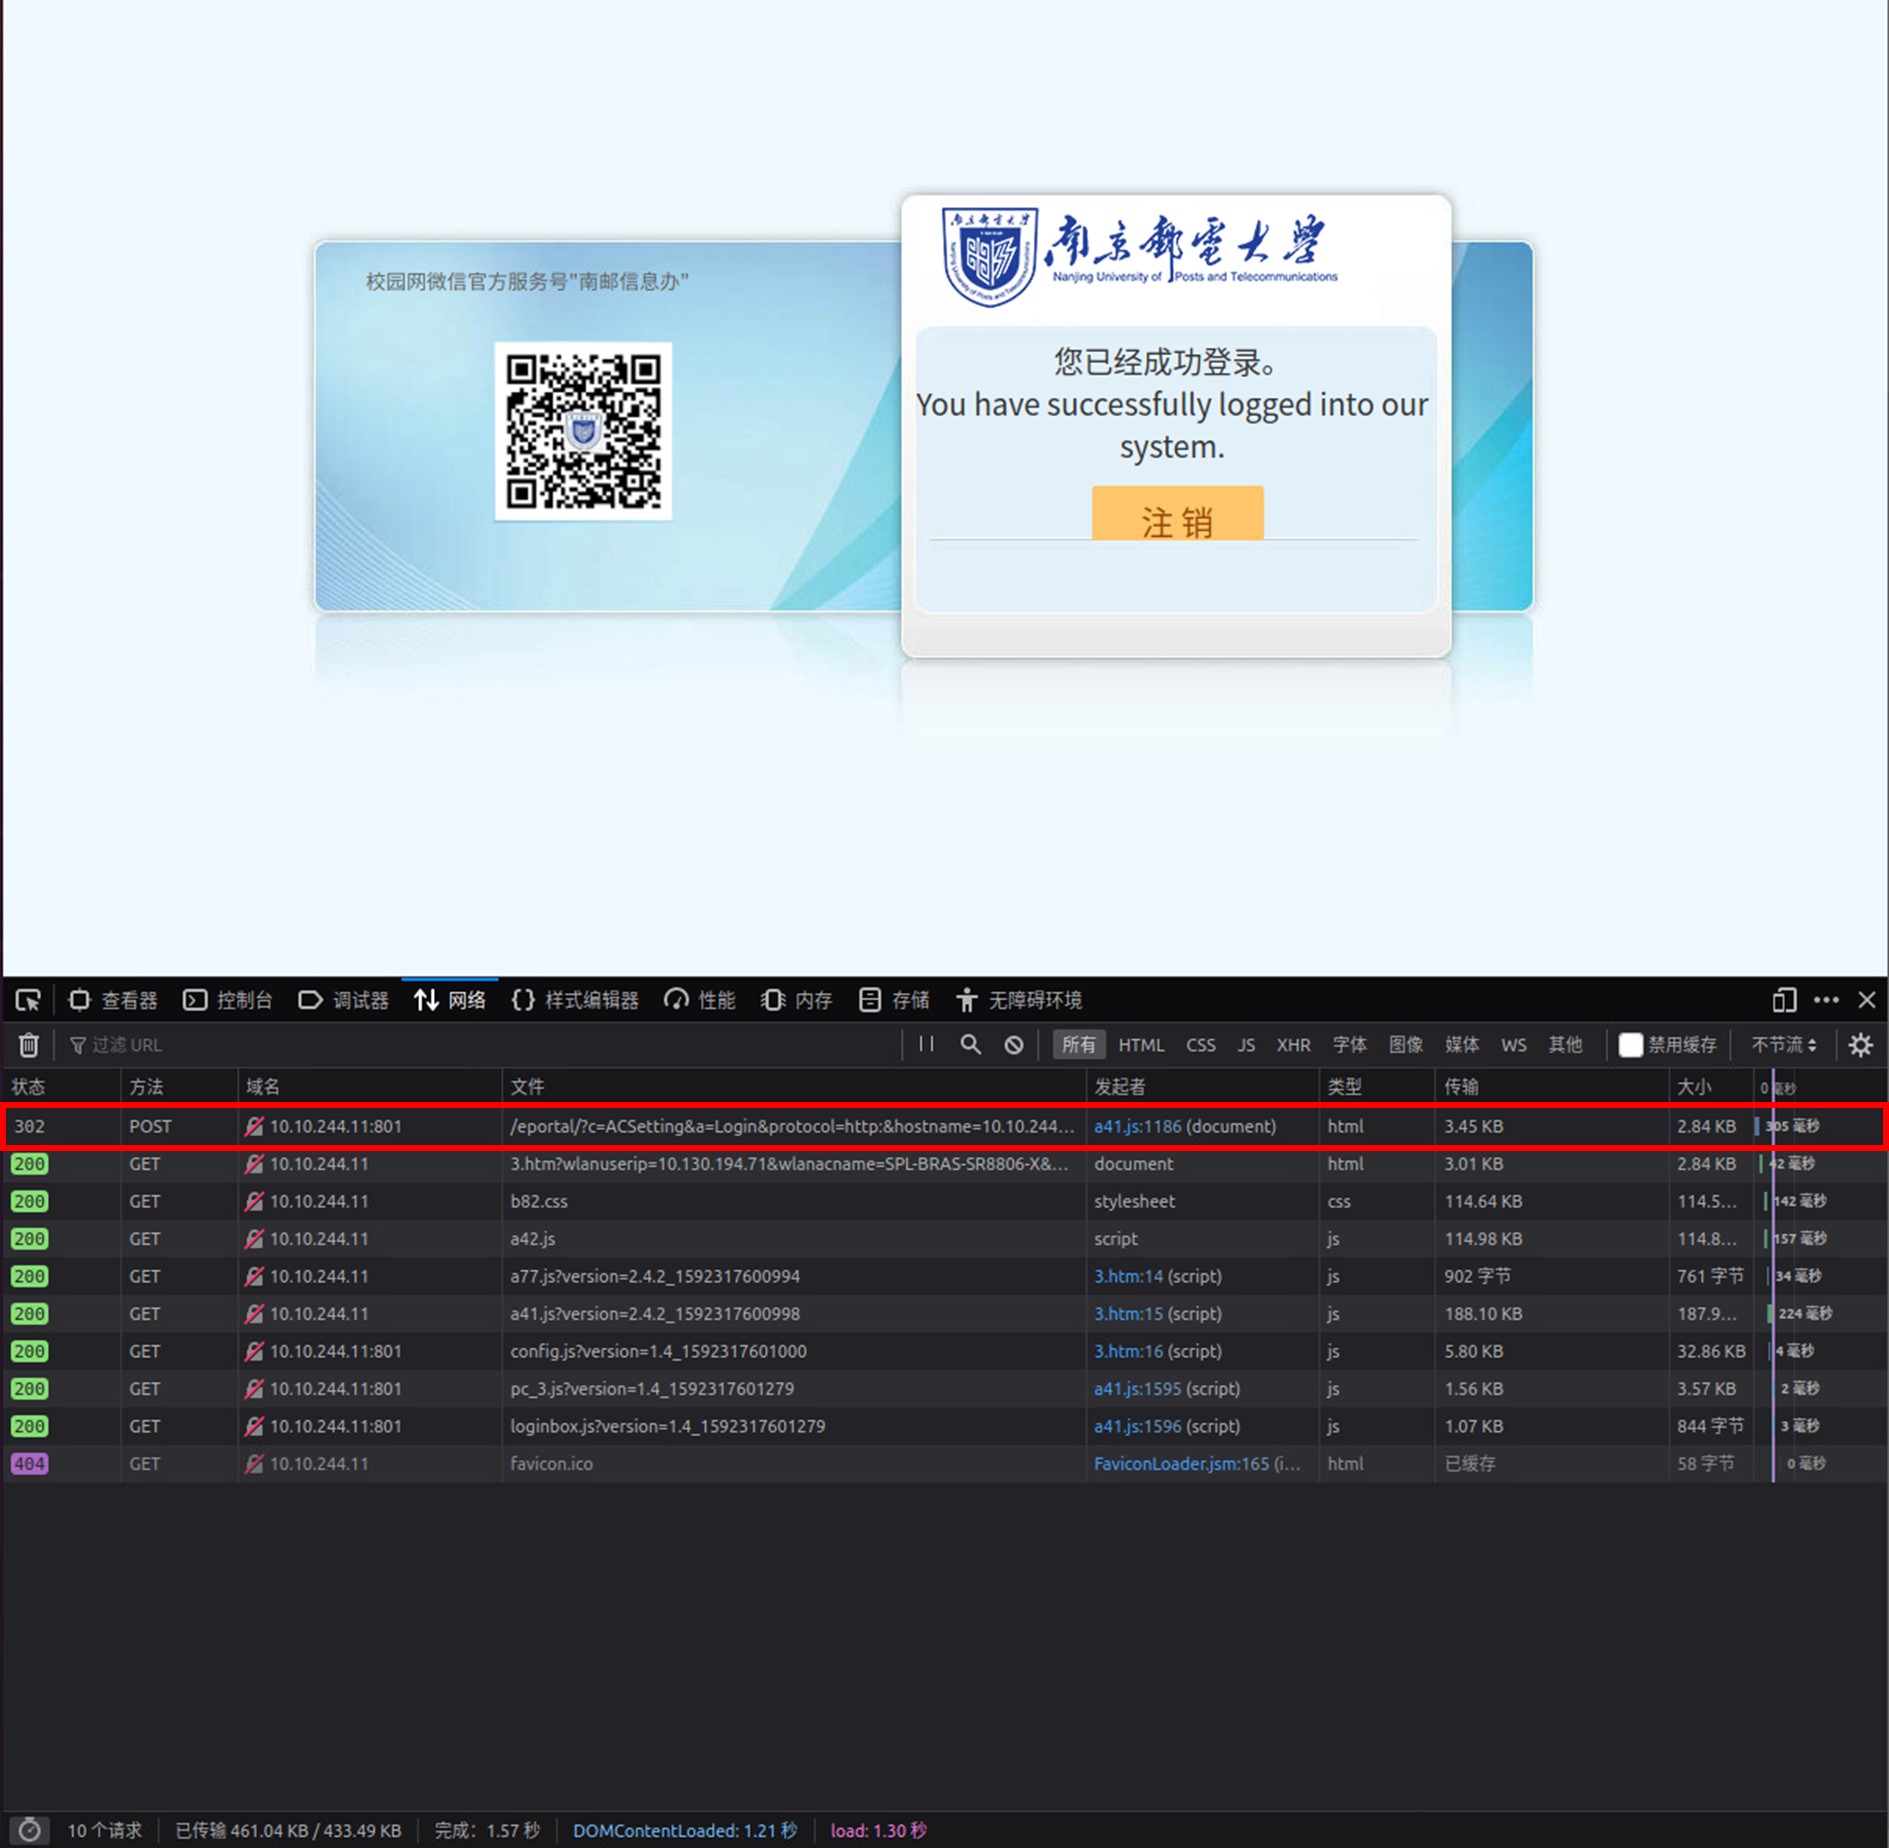 校园网微信官方服务号"南邮信息办"
南京郵電大學
Nanjing University of Posts and Telecommunications
您已经成功登录。
You have successfully logged into our
system.
注 销
查看器 控制台 调试器 网络 样式编辑器 性能 内存 存储 无障碍环境
过滤 URL 所有 HTML CSS JS XHR 字体 图像 媒体 WS 其他 禁用缓存 不节流
状态 方法 域名 文件 发起者 类型 传输 大小 0 毫秒
302 POST 10.10.244.11:801 /eportal/?c=ACSetting&a=Login&protocol=http:&hostname=10.10.244... a41.js:1186 (document) html 3.45 KB 2.84 KB 305 毫秒
200 GET 10.10.244.11 3.htm?wlanuserip=10.130.194.71&wlanacname=SPL-BRAS-SR8806-X&... document html 3.01 KB 2.84 KB 42 毫秒
200 GET 10.10.244.11 b82.css stylesheet css 114.64 KB 114.5... 142 毫秒
200 GET 10.10.244.11 a42.js script js 114.98 KB 114.8... 157 毫秒
200 GET 10.10.244.11 a77.js?version=2.4.2_1592317600994 3.htm:14 (script) js 902 字节 761 字节 34 毫秒
200 GET 10.10.244.11 a41.js?version=2.4.2_1592317600998 3.htm:15 (script) js 188.10 KB 187.9... 224 毫秒
200 GET 10.10.244.11:801 config.js?version=1.4_1592317601000 3.htm:16 (script) js 5.80 KB 32.86 KB 4 毫秒
200 GET 10.10.244.11:801 pc_3.js?version=1.4_1592317601279 a41.js:1595 (script) js 1.56 KB 3.57 KB 2 毫秒
200 GET 10.10.244.11:801 loginbox.js?version=1.4_1592317601279 a41.js:1596 (script) js 1.07 KB 844 字节 3 毫秒
404 GET 10.10.244.11 favicon.ico FaviconLoader.jsm:165 (i... html 已缓存 58 字节 0 毫秒
10 个请求 已传输 461.04 KB / 433.49 KB 完成：1.57 秒 DOMContentLoaded: 1.21 秒 load: 1.30 秒